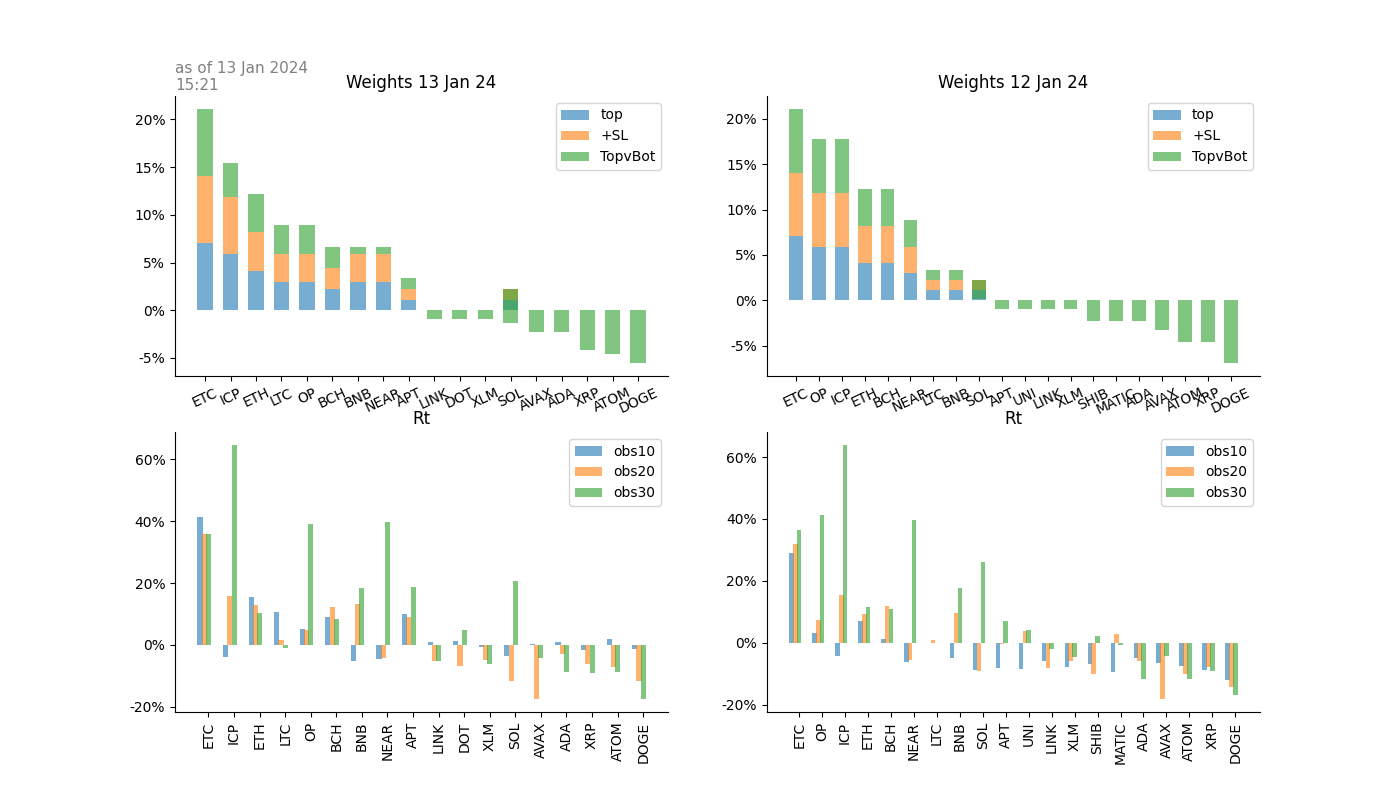 as of 13 Jan 2024
15:21
Weights 13 Jan 24
20%
15%
10%
5%
0%
-5%
top
+SL
TopvBot
ETC ICP ETH LTC OP BCH BNB NEAR APT LINK DOT XLM SOL AVAX ADA XRP ATOM DOGE
Weights 12 Jan 24
20%
15%
10%
5%
0%
-5%
top
+SL
TopvBot
ETC OP ICP ETH BCH NEAR LTC BNB SOL APT UNI LINK XLM SHIB MATIC ADA AVAX ATOM XRP DOGE
Rt
60%
40%
20%
0%
-20%
obs10
obs20
obs30
ETC ICP ETH LTC OP BCH BNB NEAR APT LINK DOT XLM SOL AVAX ADA XRP ATOM DOGE
Rt
60%
40%
20%
0%
-20%
obs10
obs20
obs30
ETC OP ICP ETH BCH NEAR LTC BNB SOL APT UNI LINK XLM SHIB MATIC ADA AVAX ATOM XRP DOGE